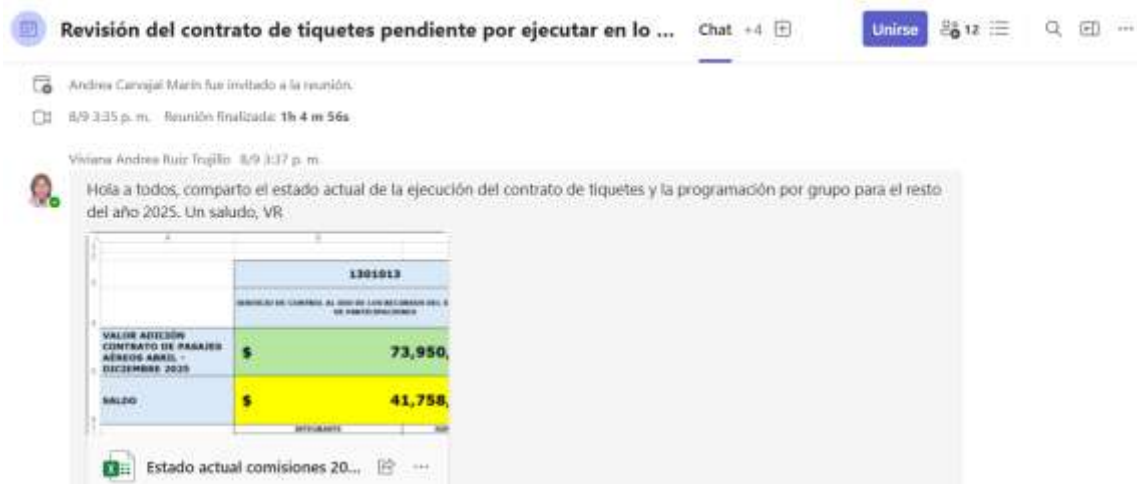 Revisión del contrato de tiquetes pendiente por ejecutar en lo ...
Chat
+4
Unirse
12
Andrea Carvajal Marín fue invitado a la reunión.
8/9 3:35 p. m. Reunión finalizada: 1h 4 m 56s
Viviana Andrea Ruiz Trujillo 8/9 3:37 p. m.
Hola a todos, comparto el estado actual de la ejecución del contrato de tiquetes y la programación por grupo para el resto
del año 2025. Un saludo, VR
1301013
VALOR ADICIÓN
CONTRATO DE PASAJES
AÉREOS ABRIL -
DICIEMBRE 2025
$ 73,950,
SALDO
$ 41,758,
INTEGRANTE
Estado actual comisiones 20...